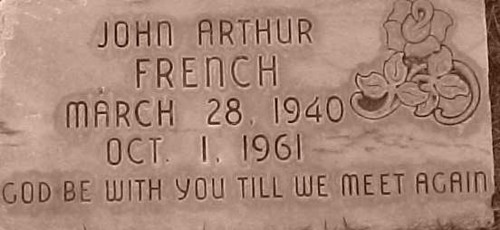 JOHN ARTHUR
FRENCH
MARCH 28, 1940
OCT. 1, 1961
GOD BE WITH YOU TILL WE MEET AGAIN